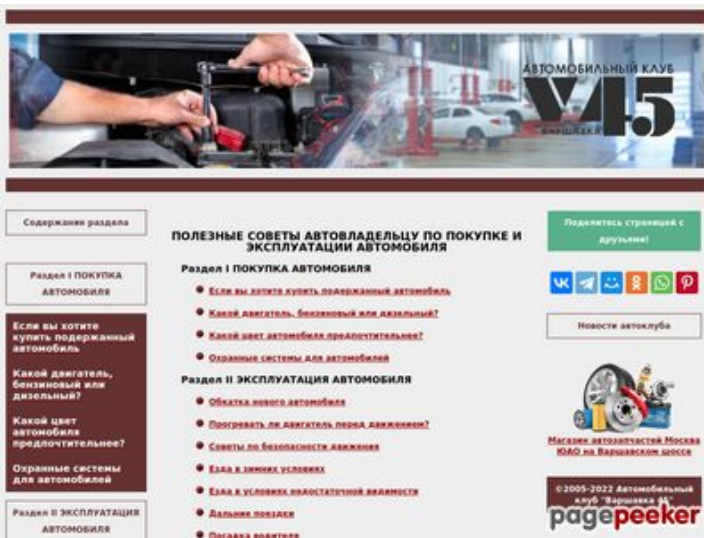 АВТОМОБИЛЬНЫЙ КЛУБ
V45
ВАРШАВКА
Содержание раздела
Раздел I ПОКУПКА
АВТОМОБИЛЯ
Если вы хотите
купить подержанный
автомобиль
Какой двигатель,
бензиновый или
дизельный?
Какой цвет
автомобиля
предпочтительнее?
Охранные системы
для автомобилей
Раздел II ЭКСПЛУАТАЦИЯ
АВТОМОБИЛЯ
ПОЛЕЗНЫЕ СОВЕТЫ АВТОВЛАДЕЛЬЦУ ПО ПОКУПКЕ И
ЭКСПЛУАТАЦИИ АВТОМОБИЛЯ
Раздел I ПОКУПКА АВТОМОБИЛЯ
Если вы хотите купить подержанный автомобиль
Какой двигатель, бензиновый или дизельный?
Какой цвет автомобиля предпочтительнее?
Охранные системы для автомобилей
Раздел II ЭКСПЛУАТАЦИЯ АВТОМОБИЛЯ
Обкатка нового автомобиля
Прогревать ли двигатель перед движением?
Советы по безопасности движения
Езда в зимних условиях
Езда в условиях недостаточной видимости
Дальние поездки
Посадка водителя
Поделитесь страницей с
друзьями!
Новости автоклуба
Магазин автозапчастей Москва
ЮАО на Варшавском шоссе
©2005-2022 Автомобильный
клуб "Варшавка 45"
pagepeeker